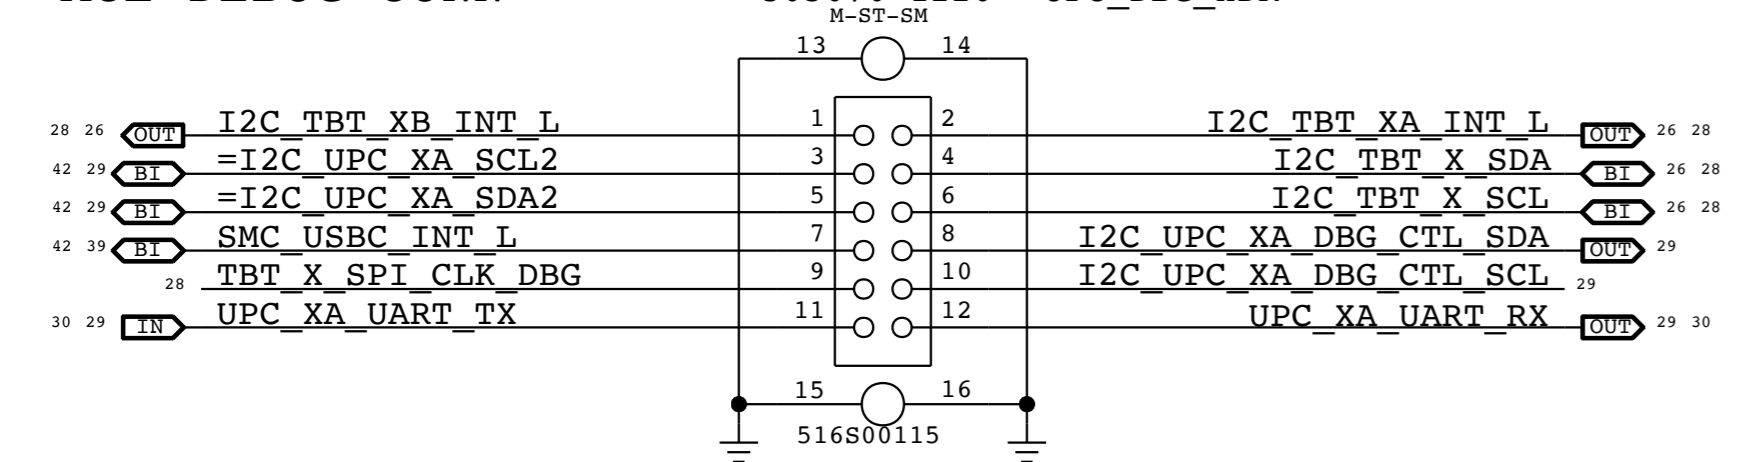 M-ST-SM
13 14
28 26 OUT I2C_TBT_XB_INT_L 1 2 I2C_TBT_XA_INT_L OUT 26 28
42 29 BI =I2C_UPC_XA_SCL2 3 4 I2C_TBT_X_SDA BI 26 28
42 29 BI =I2C_UPC_XA_SDA2 5 6 I2C_TBT_X_SCL BI 26 28
42 39 BI SMC_USBC_INT_L 7 8 I2C_UPC_XA_DBG_CTL_SDA OUT 29
28 TBT_X_SPI_CLK_DBG 9 10 I2C_UPC_XA_DBG_CTL_SCL 29
30 29 IN UPC_XA_UART_TX 11 12 UPC_XA_UART_RX OUT 29 30
15 16
516S00115